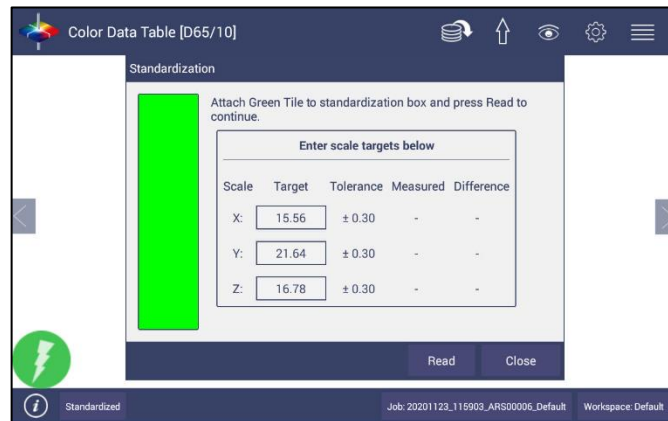 Color Data Table [D65/10]
Standardization
Attach Green Tile to standardization box and press Read to
continue.
Enter scale targets below
Scale Target Tolerance Measured Difference
X: 15.56 ± 0.30 - -
Y: 21.64 ± 0.30 - -
Z: 16.78 ± 0.30 - -
Read Close
i Standardized Job: 20201123_115903_ARS00006_Default Workspace: Default